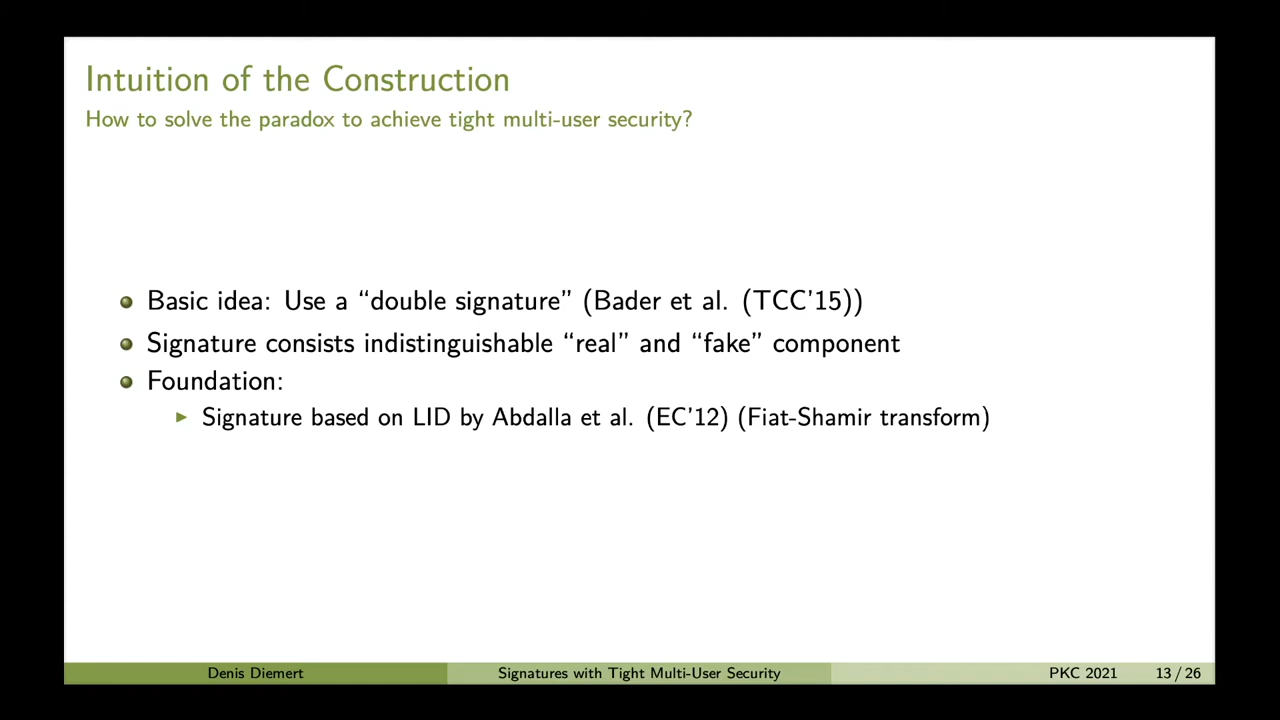 Intuition of the Construction
How to solve the paradox to achieve tight multi-user security?
Basic idea: Use a “double signature” (Bader et al. (TCC’15))
Signature consists indistinguishable “real” and “fake” component
Foundation:
Signature based on LID by Abdalla et al. (EC’12) (Fiat-Shamir transform)
Denis Diemert Signatures with Tight Multi-User Security PKC 2021 13 / 26